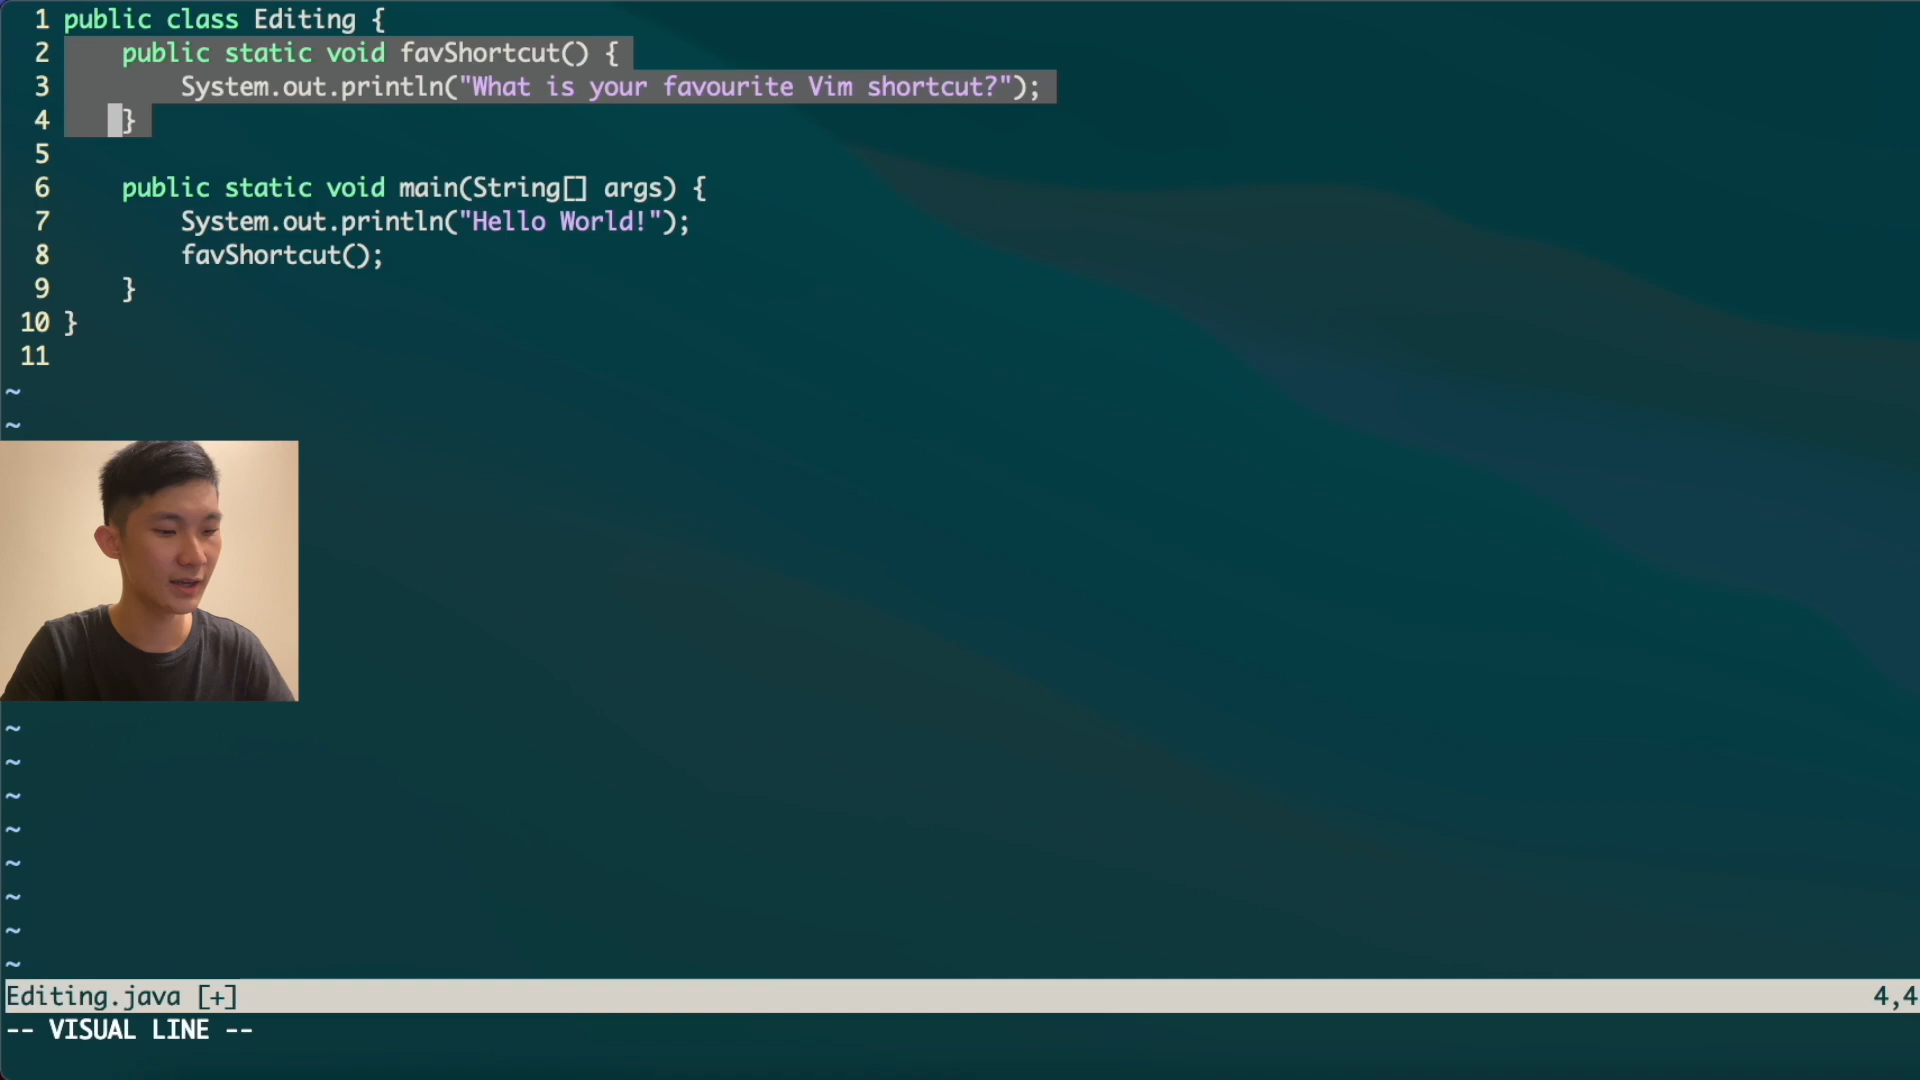 1 public class Editing {
2     public static void favShortcut() {
3         System.out.println("What is your favourite Vim shortcut?");
4     }
5
6     public static void main(String[] args) {
7         System.out.println("Hello World!");
8         favShortcut();
9     }
10 }
11
~
~
~
~
~
~
~
~
~
~
Editing.java [+] 4,4
-- VISUAL LINE --